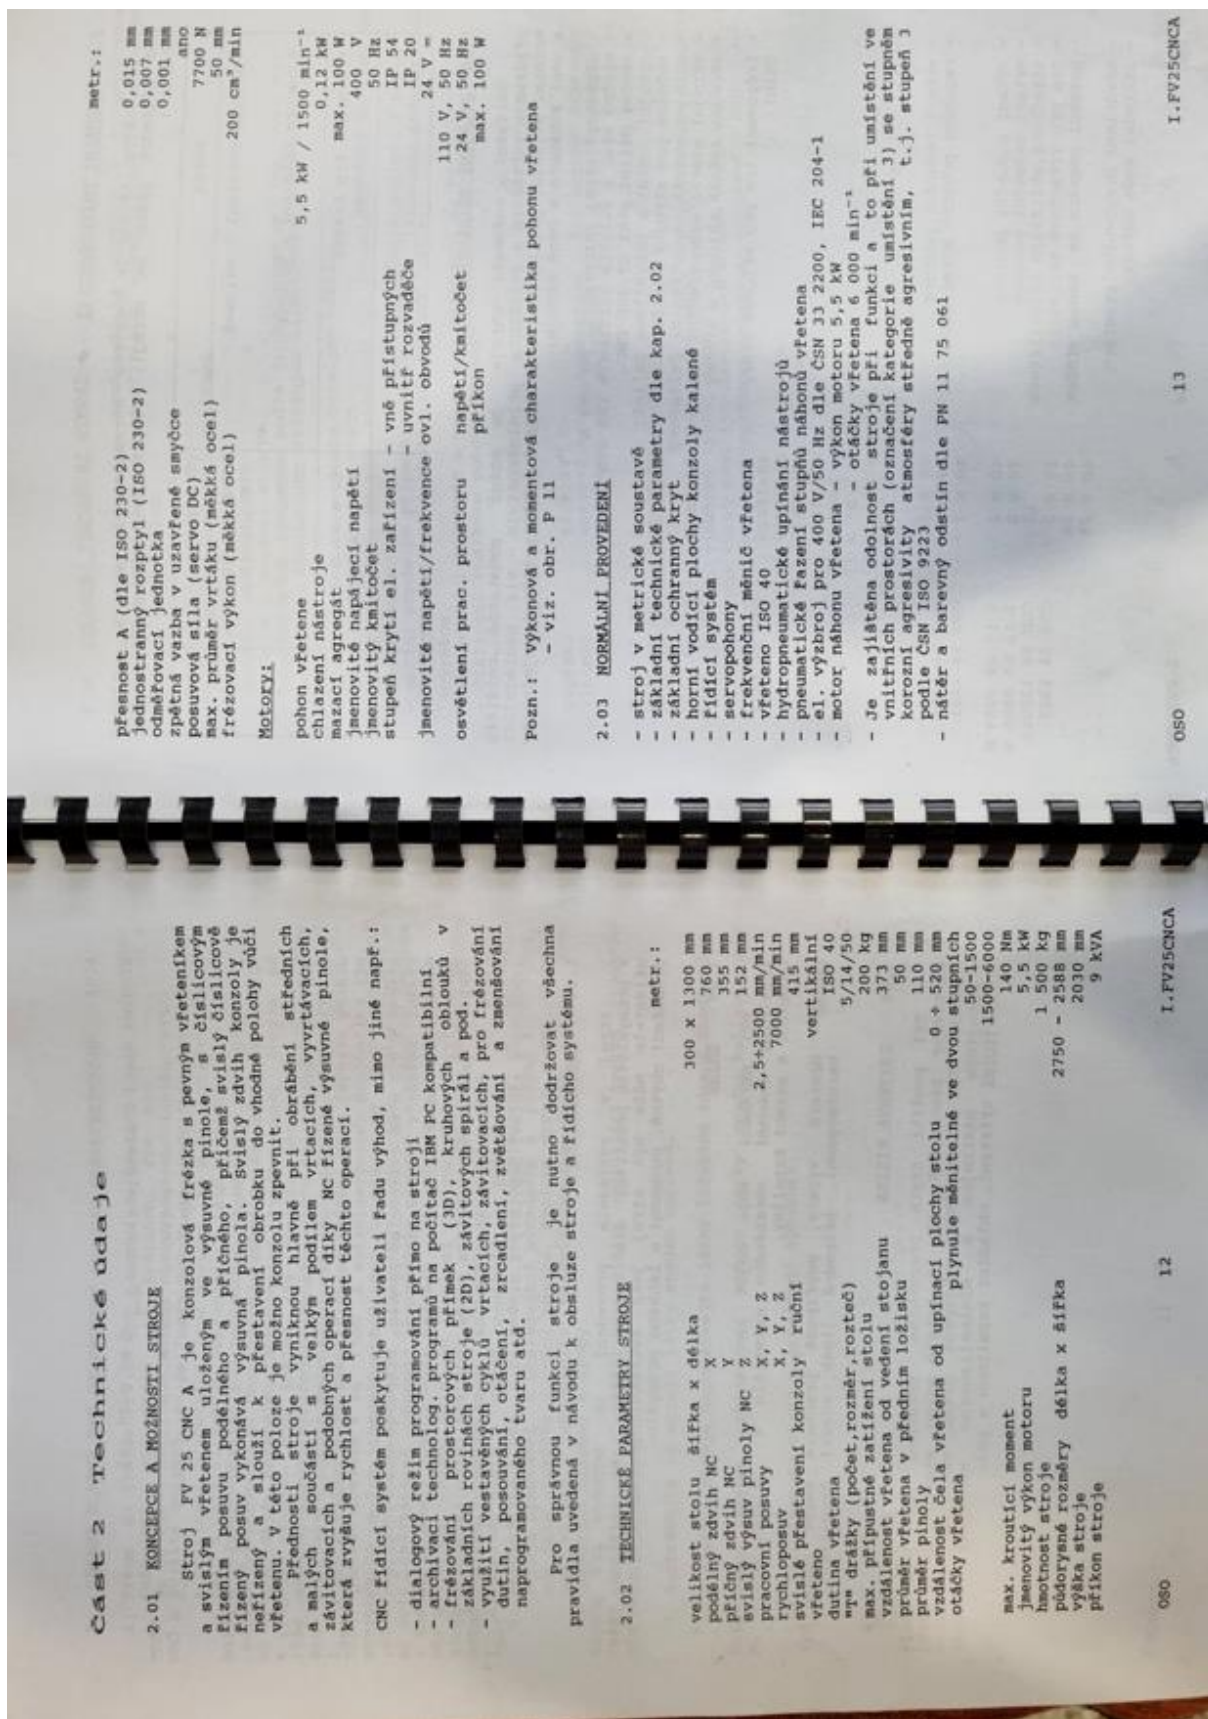 Část 2 Technické údaje
2.01 KONCEPCE A MOŽNOSTI STROJE
Stroj FV 25 CNC A je konzolová frézka s pevným vřeteníkem
a svislým vřetenem uloženým ve výsuvné pinole, s číslicovým
řízením posuvu podélného a příčného, přičemž svislý číslicově
řízený posuv vykonává výsuvná pinola. Svislý zdvih konzoly je
neřízený a slouží k přestavení obrobku do vhodné polohy vůči
vřetenu. V této poloze je možno konzolu zpevnit.
Přednosti stroje vyniknou hlavně při obrábění středních
a malých součástí s velkým podílem vrtacích, vyvrtávacích,
závitovacích a podobných operací díky NC řízené výsuvné pinole,
která zvyšuje rychlost a přesnost těchto operací.
CNC řídicí systém poskytuje uživateli řadu výhod, mimo jiné např.:
- dialogový režim programování přímo na stroji
- archivaci technolog. programů na počítač IBM PC kompatibilní
- frézování prostorových přímek (3D), kruhových oblouků v
základních rovinách stroje (2D), závitových spirál a pod.
- využití vestavěných cyklů vrtacích, závitovacích, pro frézování
dutin, posouvání, otáčení, zrcadlení, zvětšování a zmenšování
naprogramovaného tvaru atd.
Pro správnou funkci stroje je nutno dodržovat všechna
pravidla uvedená v návodu k obsluze stroje a řídícho systému.
2.02 TECHNICKÉ PARAMETRY STROJE
metr.:
velikost stolu šířka x délka 300 x 1300 mm
podélný zdvih NC X 760 mm
příčný zdvih NC Y 355 mm
svislý výsuv pinoly NC Z 152 mm
pracovní posuvy X, Y, Z 2,5÷2500 mm/min
rychloposuv X, Y, Z 7000 mm/min
svislé přestavení konzoly ruční 415 mm
vřeteno vertikální
dutina vřetena ISO 40
"T" drážky (počet,rozměr,rozteč) 5/14/50
max. přípustné zatížení stolu 200 kg
vzdálenost vřetena od vedení stojanu 373 mm
průměr vřetena v předním ložisku 50 mm
průměr pinoly 110 mm
vzdálenost čela vřetena od upínací plochy stolu 0 ÷ 520 mm
otáčky vřetena plynule měnitelné ve dvou stupních
50-1500
1500-6000
max. krouticí moment 140 Nm
jmenovitý výkon motoru 5,5 kW
hmotnost stroje 1 500 kg
půdorysné rozměry délka x šířka 2750 - 2588 mm
výška stroje 2030 mm
příkon stroje 9 kVA
OSO 12 I.FV25CNCA
metr.:
přesnost A (dle ISO 230-2) 0,015 mm
jednostranný rozptyl (ISO 230-2) 0,007 mm
odměřovací jednotka 0,001 mm
zpětná vazba v uzavřené smyčce ano
posuvová síla (servo DC) 7700 N
max. průměr vrtáku (měkká ocel) 50 mm
frézovací výkon (měkká ocel) 200 cm³/min
Motory:
pohon vřetene 5,5 kW / 1500 min⁻¹
chlazení nástroje 0,12 kW
mazací agregát max. 100 W
jmenovité napájecí napětí 400 V
jmenovitý kmitočet 50 Hz
stupeň krytí el. zařízení - vně přístupných IP 54
- uvnitř rozvaděče IP 20
jmenovité napětí/frekvence ovl. obvodů 24 V =
110 V, 50 Hz
osvětlení prac. prostoru napětí/kmitočet 24 V, 50 Hz
příkon max. 100 W
Pozn.: Výkonová a momentová charakteristika pohonu vřetena
- viz. obr. P 11
2.03 NORMÁLNÍ PROVEDENÍ
- stroj v metrické soustavě
- základní technické parametry dle kap. 2.02
- základní ochranný kryt
- horní vodící plochy konzoly kalené
- řídící systém
- servopohony
- frekvenční měnič vřetena
- vřeteno ISO 40
- hydropneumatické upínání nástrojů
- pneumatické řazení stupňů náhonů vřetena
- el. výzbroj pro 400 V/50 Hz dle ČSN 33 2200, IEC 204-1
- motor náhonu vřetena - výkon motoru 5,5 kW
- otáčky vřetena 6 000 min⁻¹
- Je zajištěna odolnost stroje při funkci a to při umístění ve
vnitřních prostorách (označení kategorie umístění 3) se stupněm
korozní agresivity atmosféry středně agresivním, t.j. stupeň 3
podle ČSN ISO 9223
- nátěr a barevný odstín dle PN 11 75 061
OSO 13 I.FV25CNCA